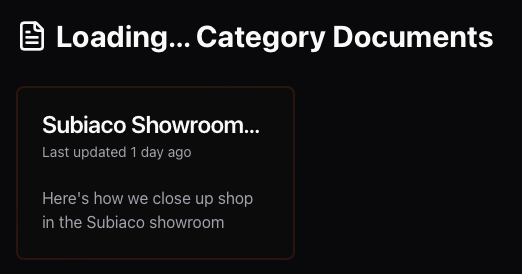 Loading... Category Documents
Subiaco Showroom...
Last updated 1 day ago
Here's how we close up shop
in the Subiaco showroom